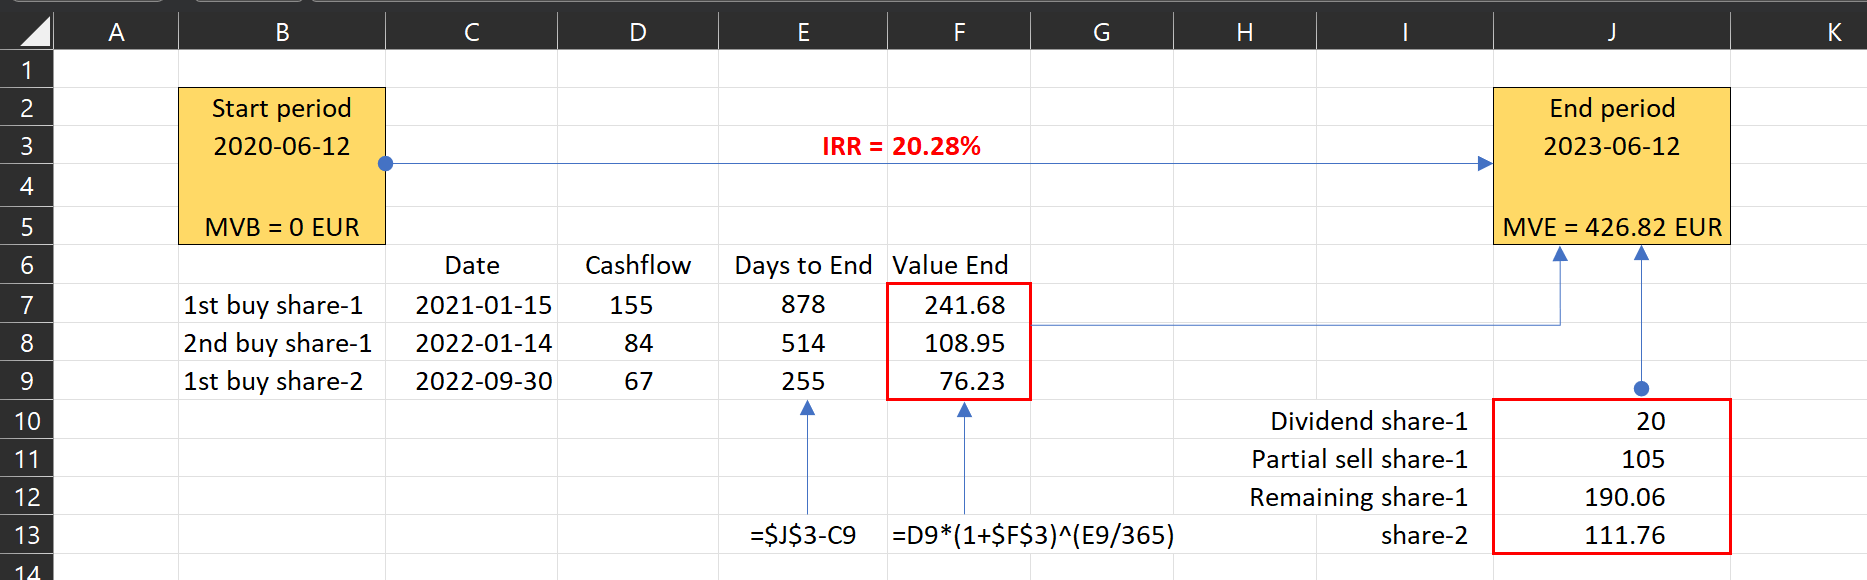 A B C D E F G H I J K
1
2 Start period End period
3 2020-06-12 IRR = 20.28% 2023-06-12
4
5 MVB = 0 EUR MVE = 426.82 EUR
6 Date Cashflow Days to End Value End
7 1st buy share-1 2021-01-15 155 878 241.68
8 2nd buy share-1 2022-01-14 84 514 108.95
9 1st buy share-2 2022-09-30 67 255 76.23
10 Dividend share-1 20
11 Partial sell share-1 105
12 Remaining share-1 190.06
13 =$J$3-C9 =D9*(1+$F$3)^(E9/365) share-2 111.76
14